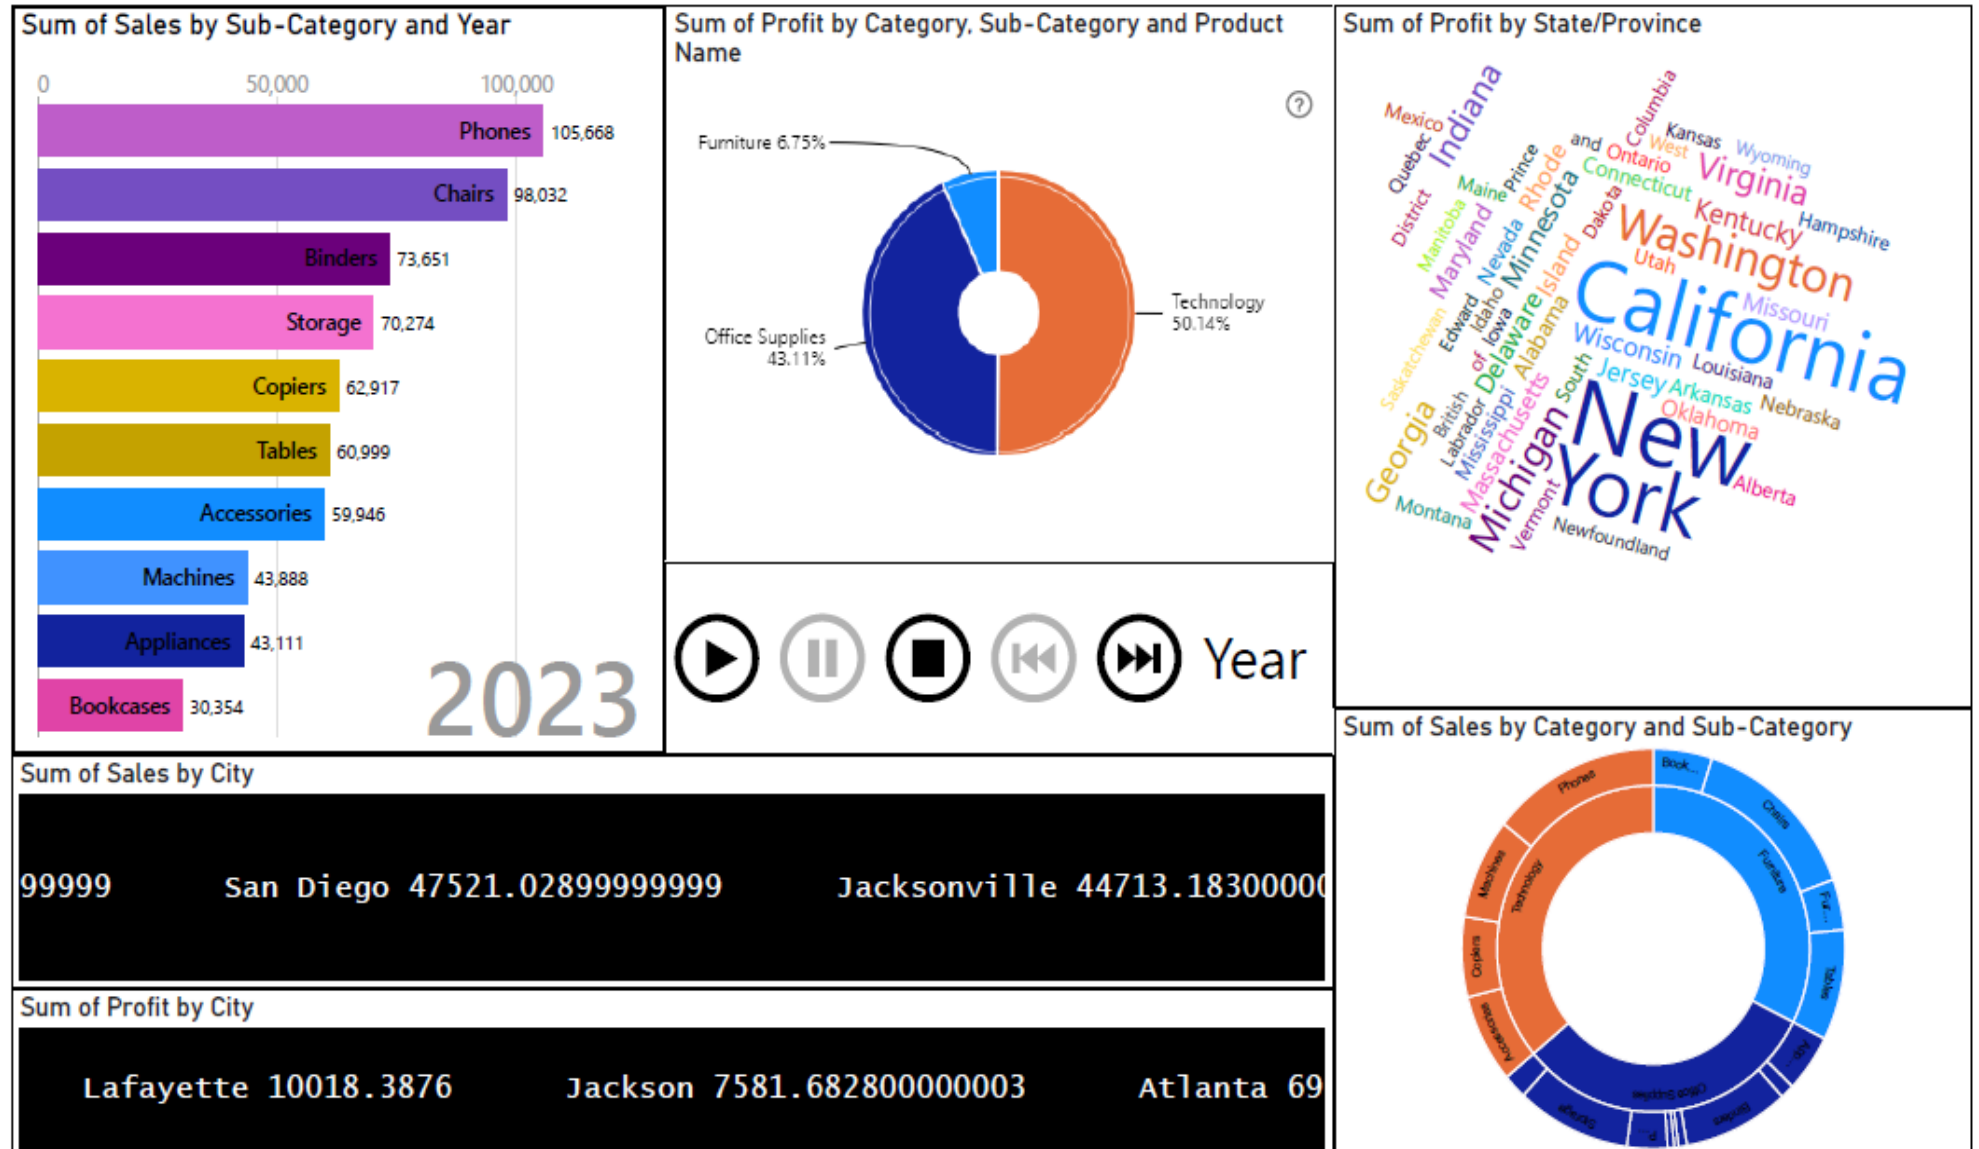 Sum of Sales by Sub-Category and Year
0 50,000 100,000
Phones 105,668
Chairs 98,032
Binders 73,651
Storage 70,274
Copiers 62,917
Tables 60,999
Accessories 59,946
Machines 43,888
Appliances 43,111
Bookcases 30,354
2023
Sum of Profit by Category, Sub-Category and Product
Name
?
Furniture 6.75%
Technology
50.14%
Office Supplies
43.11%
Year
Sum of Profit by State/Province
Mexico
Indiana
Quebec
District
Columbia
Kansas
and
West
Wyoming
Ontario
Virginia
Connecticut
Prince
Rhode
Maine
Manitoba
Maryland
Nevada
Minnesota
Dakota
Kentucky
Hampshire
Washington
Utah
Island
Idaho
Edward
Iowa
of
Delaware
Alabama
California
Missouri
Wisconsin
Louisiana
Saskatchewan
South
Jersey
Arkansas
Nebraska
Oklahoma
Georgia
British
Labrador
Mississippi
Massachusetts
Michigan
New
York
Alberta
Montana
Vermont
Newfoundland
Sum of Sales by City
99999 San Diego 47521.02899999999 Jacksonville 44713.18300000
Sum of Profit by City
Lafayette 10018.3876 Jackson 7581.682800000003 Atlanta 69
Sum of Sales by Category and Sub-Category
Phones
Book...
Chairs
Machines
Technology
Furniture
Fur...
Copiers
Tables
Accessories
App...
Office Supplies
Storage
P...
Binders